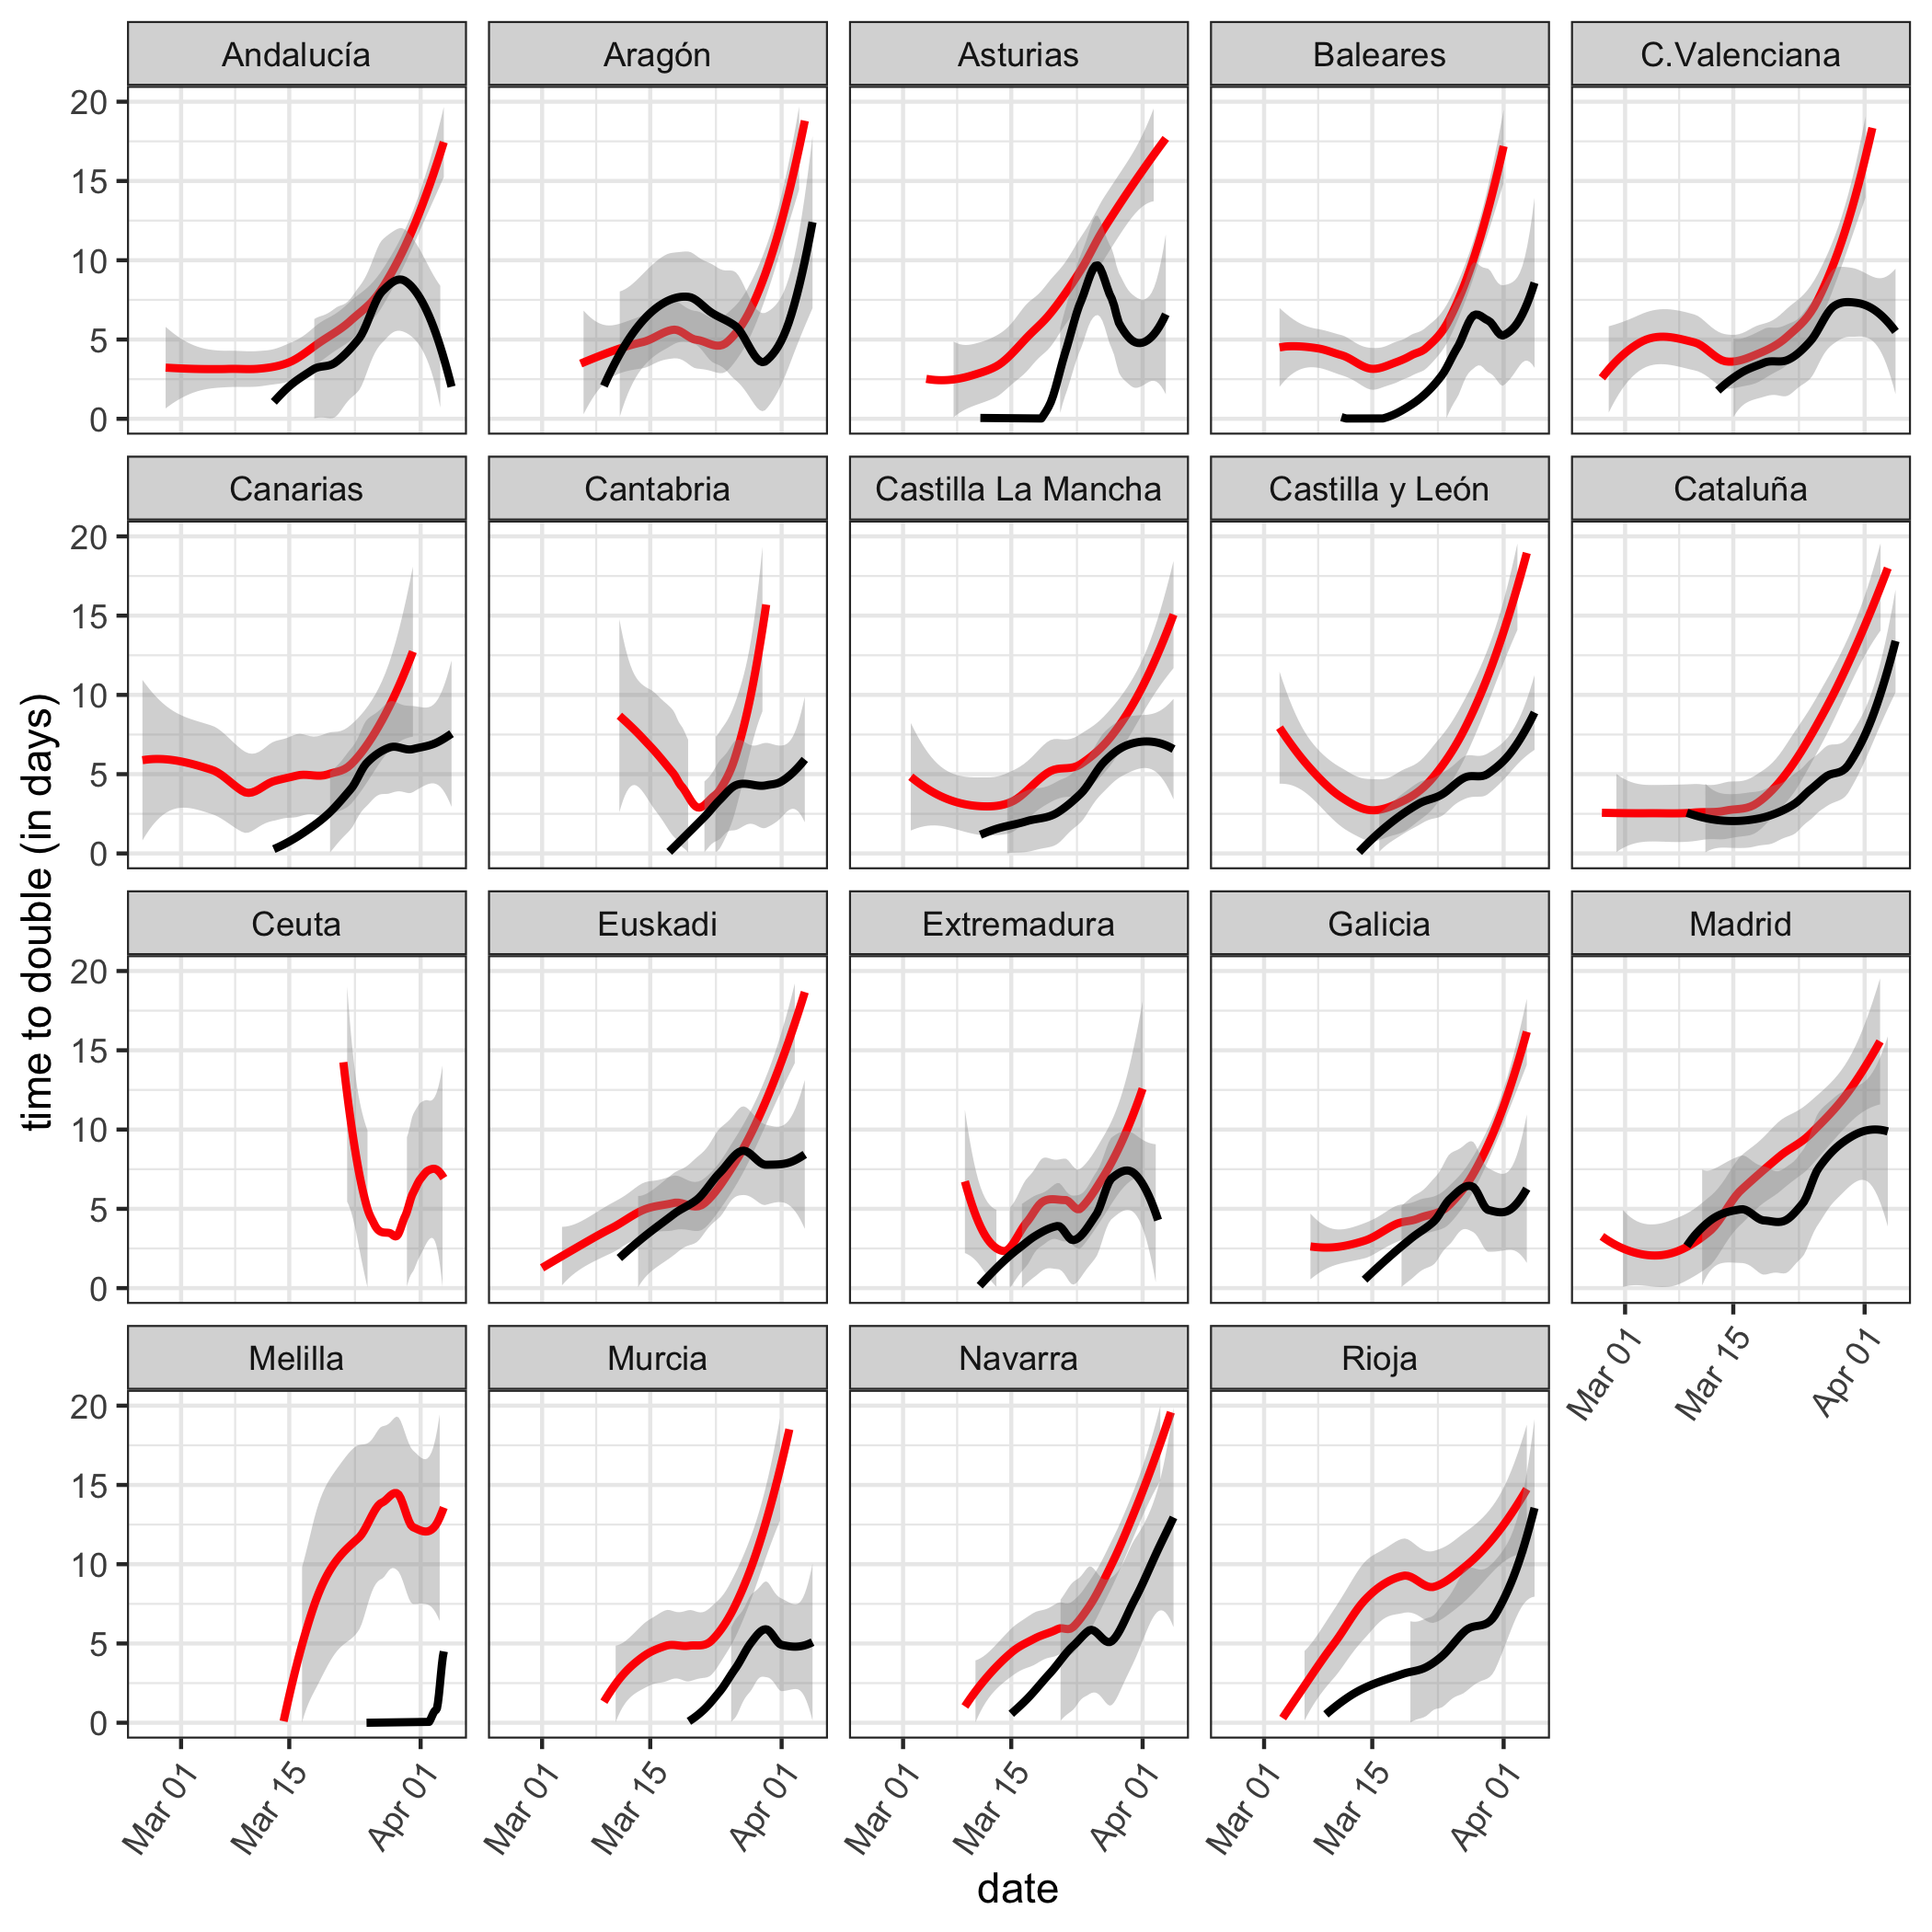 Andalucía
Aragón
Asturias
Baleares
C.Valenciana
20
15
10
5
0
Canarias
Cantabria
Castilla La Mancha
Castilla y León
Cataluña
20
15
10
5
0
time to double (in days)
Ceuta
Euskadi
Extremadura
Galicia
Madrid
20
15
10
5
0
Mar 01
Mar 15
Apr 01
Melilla
Murcia
Navarra
Rioja
20
15
10
5
0
Mar 01
Mar 15
Apr 01
Mar 01
Mar 15
Apr 01
Mar 01
Mar 15
Apr 01
Mar 01
Mar 15
Apr 01
date